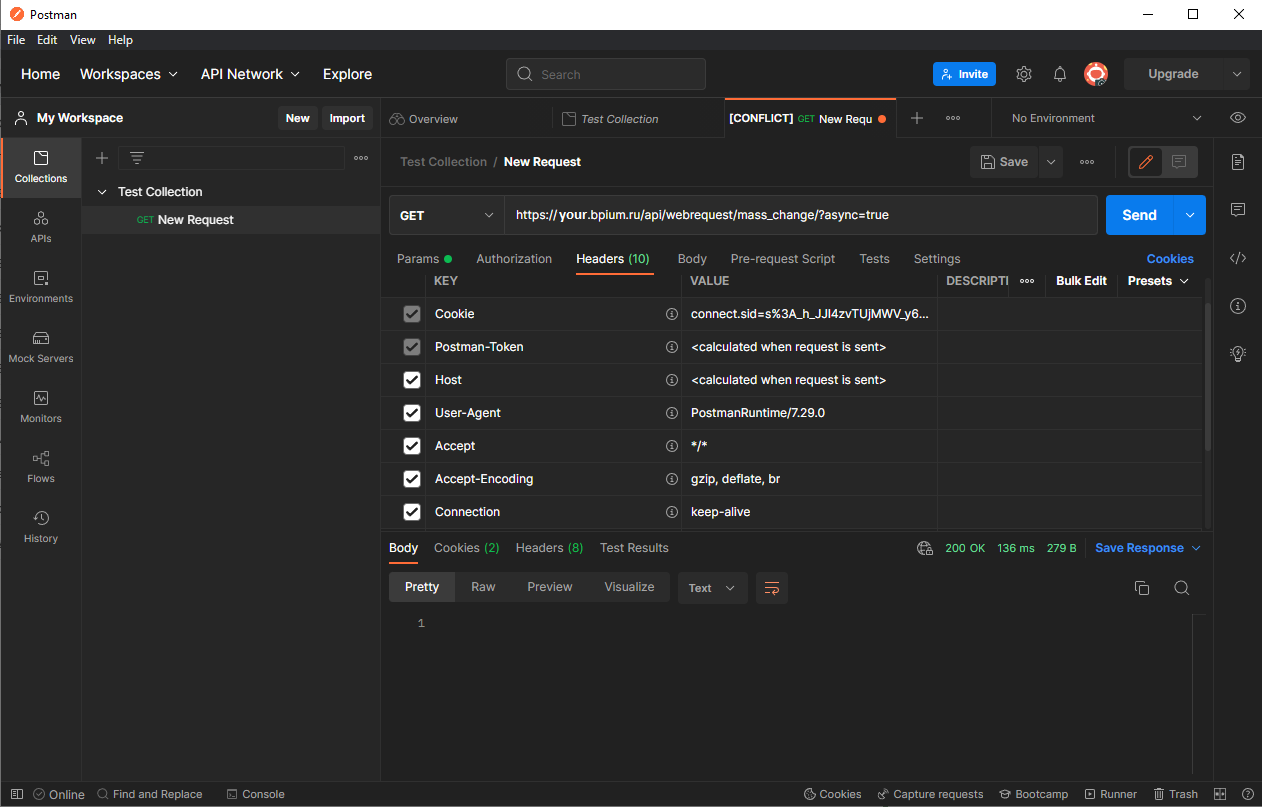 Postman
File Edit View Help
Home Workspaces API Network Explore Search Invite Upgrade
My Workspace New Import Overview Test Collection [CONFLICT] GET New Requ No Environment
Collections
APIs
Environments
Mock Servers
Monitors
Flows
History
Test Collection
GET New Request
Test Collection / New Request Save
GET https://your.bpium.ru/api/webrequest/mass_change/?async=true Send
Params Authorization Headers (10) Body Pre-request Script Tests Settings Cookies
KEY VALUE DESCRIPTI Bulk Edit Presets
Cookie connect.sid=s%3A_h_JJI4zvTUjMWV_y6...
Postman-Token <calculated when request is sent>
Host <calculated when request is sent>
User-Agent PostmanRuntime/7.29.0
Accept */*
Accept-Encoding gzip, deflate, br
Connection keep-alive
Body Cookies (2) Headers (8) Test Results 200 OK 136 ms 279 B Save Response
Pretty Raw Preview Visualize Text
1
Online Find and Replace Console Cookies Capture requests Bootcamp Runner Trash